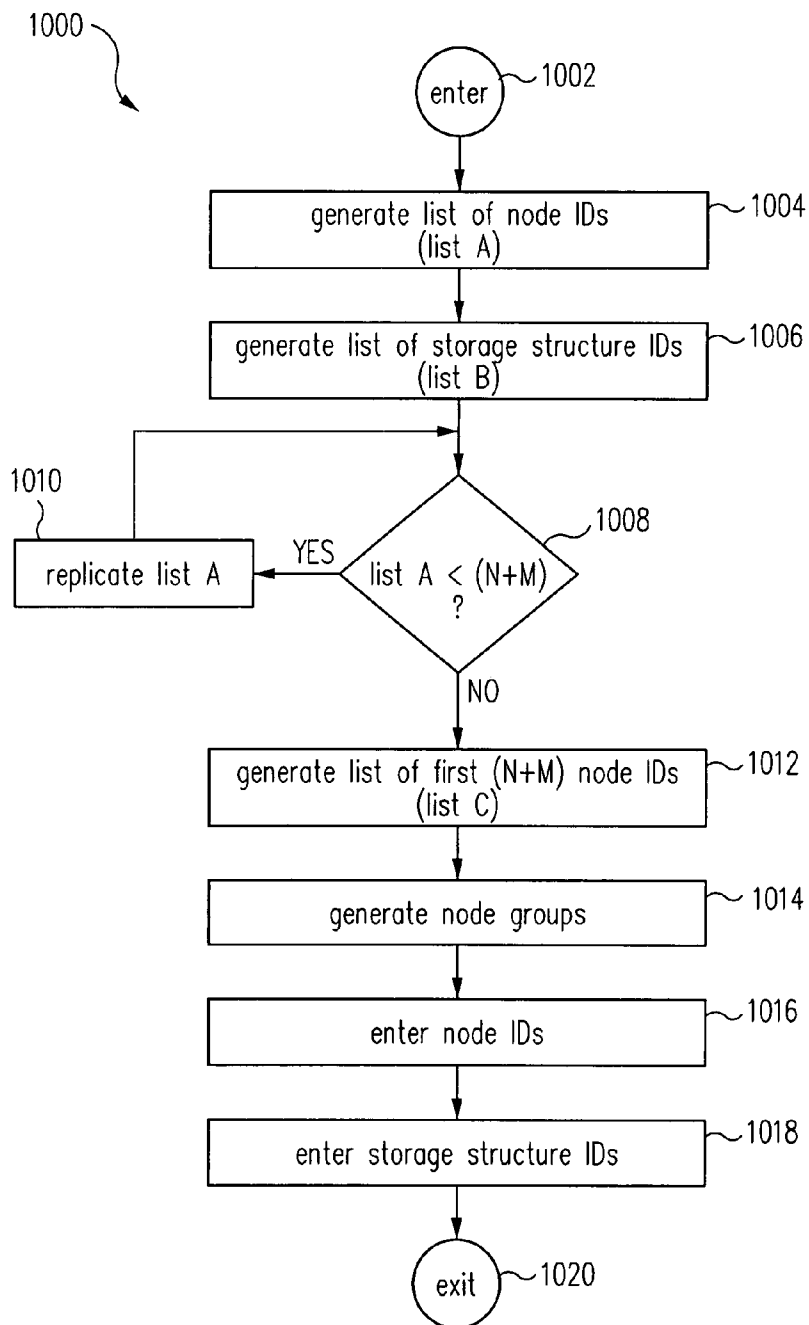 1000
enter
1002
generate list of node IDs
(list A)
1004
generate list of storage structure IDs
(list B)
1006
1010
replicate list A
YES
list A < (N+M)
?
1008
NO
generate list of first (N+M) node IDs
(list C)
1012
generate node groups
1014
enter node IDs
1016
enter storage structure IDs
1018
exit
1020